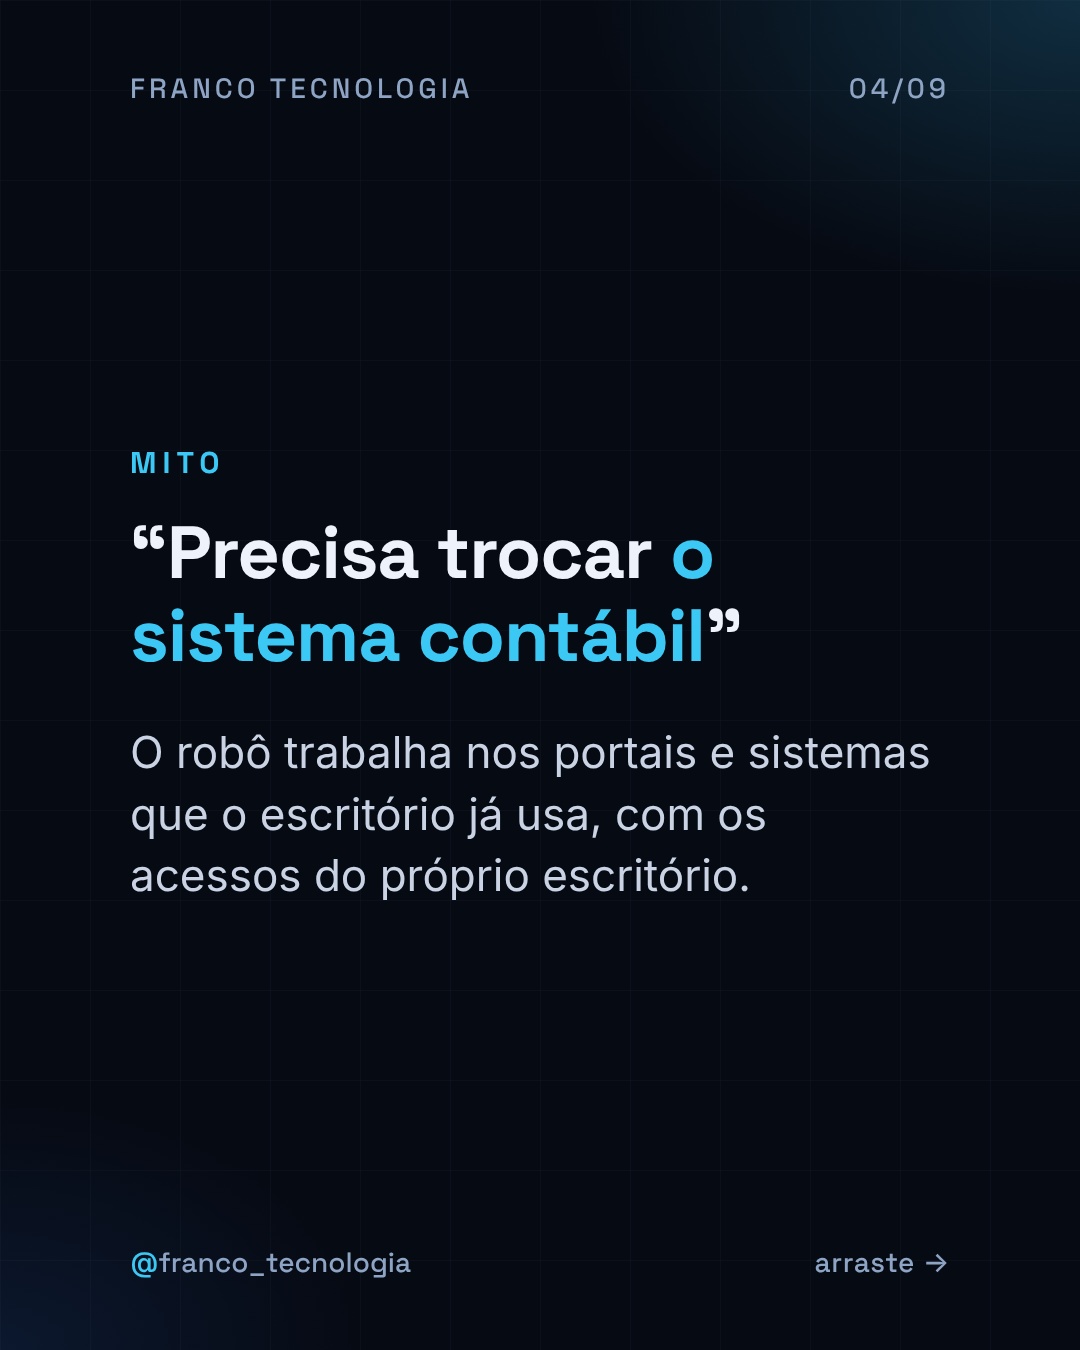 FRANCO TECNOLOGIA
04/09
MITO
“Precisa trocar o
sistema contábil”
O robô trabalha nos portais e sistemas
que o escritório já usa, com os
acessos do próprio escritório.
@franco_tecnologia
arraste →